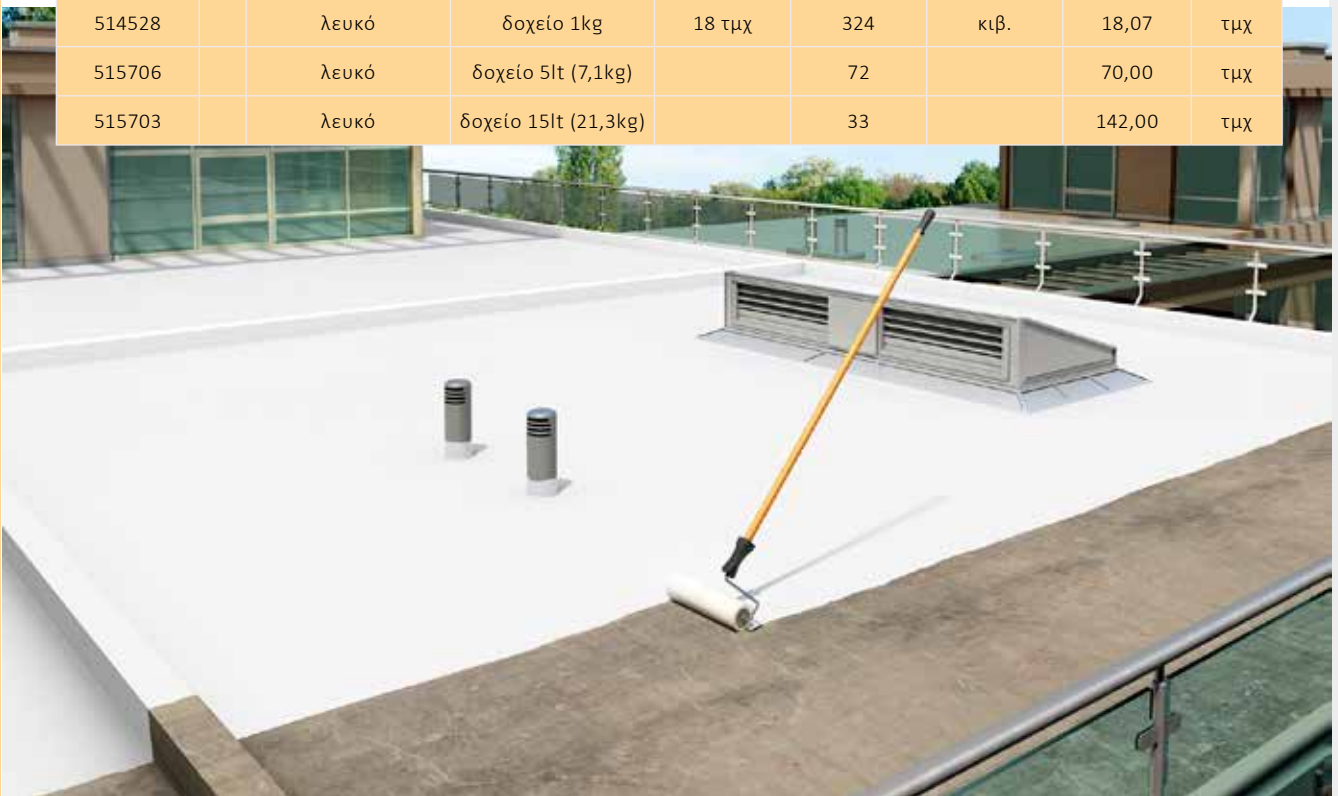 514528 λευκό δοχείο 1kg 18 τμχ 324 κιβ. 18,07 τμχ
515706 λευκό δοχείο 5lt (7,1kg) 72 70,00 τμχ
515703 λευκό δοχείο 15lt (21,3kg) 33 142,00 τμχ